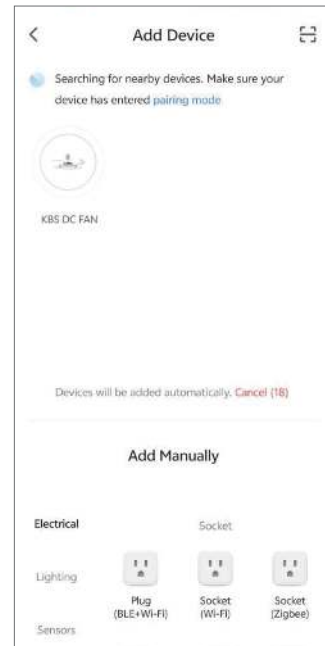 Add Device
Searching for nearby devices. Make sure your
device has entered pairing mode
KBS DC FAN
Devices will be added automatically. Cancel (18)
Add Manually
Electrical
Socket
Lighting
Plug
(BLE+Wi-Fi)
Socket
(Wi-Fi)
Socket
(Zigbee)
Sensors